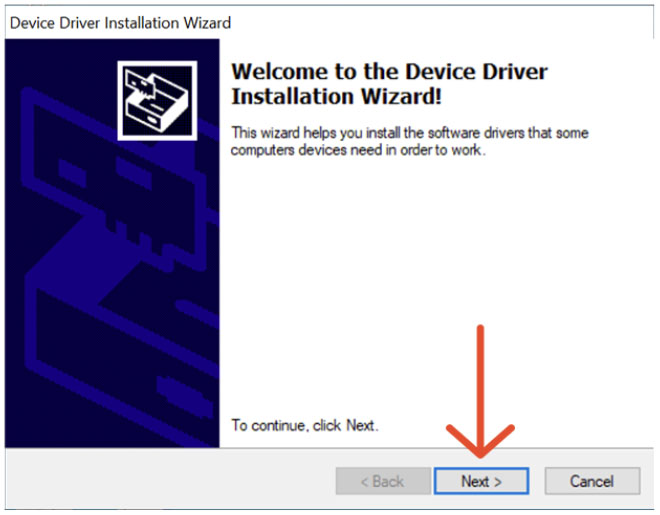 Device Driver Installation Wizard
Welcome to the Device Driver
Installation Wizard!
This wizard helps you install the software drivers that some
computers devices need in order to work.
To continue, click Next.
< Back
Next >
Cancel